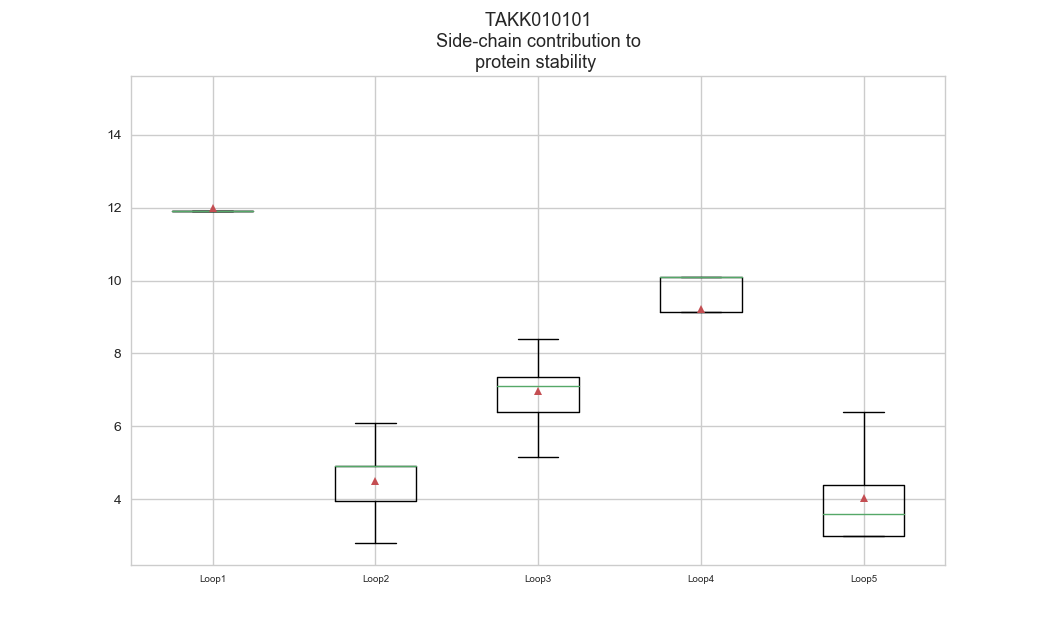 TAKK010101
Side-chain contribution to
protein stability
14
12
10
8
6
4
Loop1
Loop2
Loop3
Loop4
Loop5